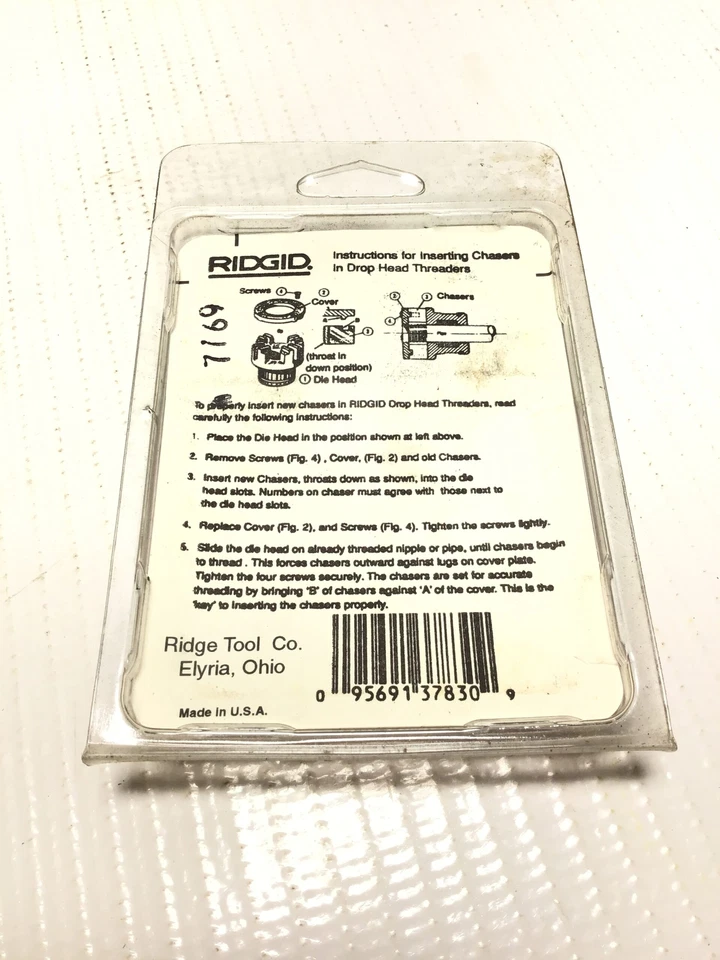 RIDGID.
Instructions for Inserting Chasers
in Drop Head Threaders
Screws 4
2
Cover
3
(throat in
down position)
1 Die Head
2
3
Chasers
4
7769
To properly insert new chasers in RIDGID Drop Head Threaders, read
carefully the following instructions:
1. Place the Die Head in the position shown at left above.
2. Remove Screws (Fig. 4) , Cover, (Fig. 2) and old Chasers.
3. Insert new Chasers, throats down as shown, into the die
head slots. Numbers on chaser must agree with those next to
the die head slots.
4. Replace Cover (Fig. 2), and Screws (Fig. 4). Tighten the screws lightly.
5. Slide the die head on already threaded nipple or pipe, until chasers begin
to thread . This forces chasers outward against lugs on cover plate.
Tighten the four screws securely. The chasers are set for accurate
threading by bringing 'B' of chasers against 'A' of the cover. This is the
'key' to inserting the chasers properly.
Ridge Tool Co.
Elyria, Ohio
0 95691 37830 9
Made in U.S.A.